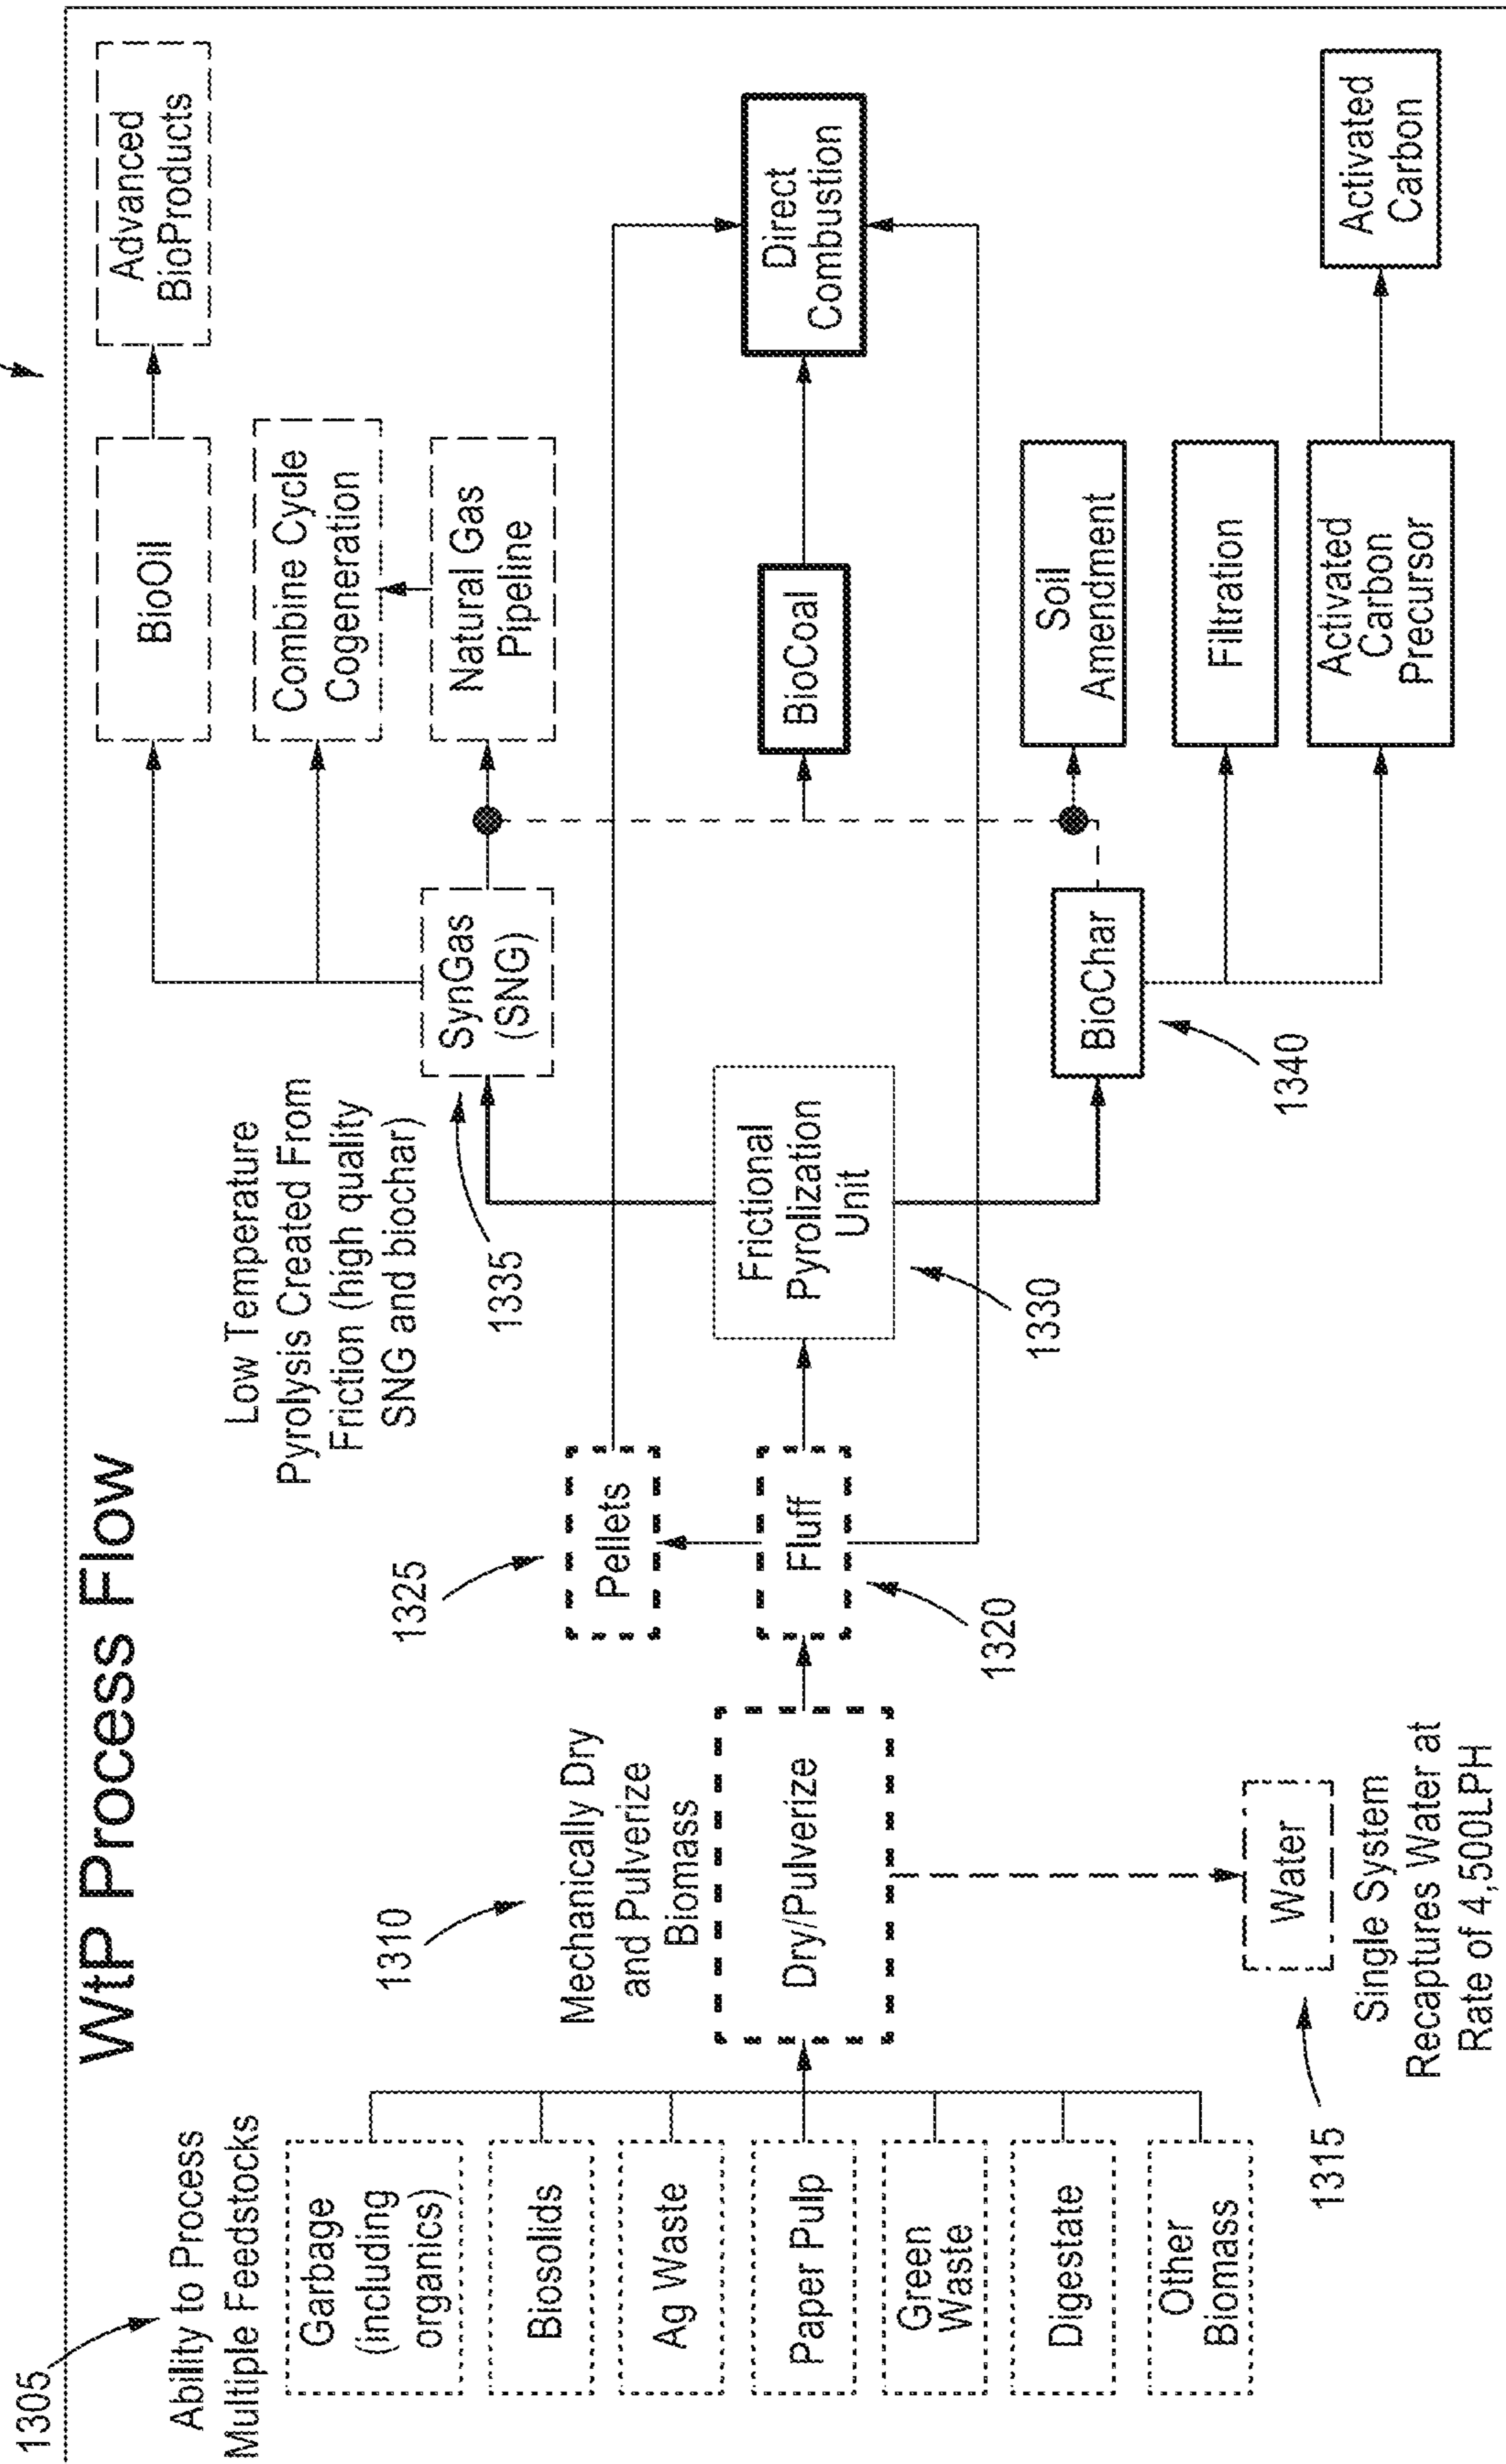 WtP Process Flow
1305
Ability to Process
Multiple Feedstocks
Garbage
(including
organics)
Biosolids
Ag Waste
Paper Pulp
Green
Waste
Digestate
Other
Biomass
1310
Mechanically Dry
and Pulverize
Biomass
Dry/Pulverize
1315
Water
Single System
Recaptures Water at
Rate of 4,500LPH
1325
Pellets
Fluff
1320
Low Temperature
Pyrolysis Created From
Friction (high quality
SNG and biochar)
1335
Frictional
Pyrolization
Unit
1330
SynGas
(SNG)
BioChar
1340
BioOil
Combine Cycle
Cogeneration
Natural Gas
Pipeline
BioCoal
Soil
Amendment
Filtration
Activated
Carbon
Precursor
Advanced
BioProducts
Direct
Combustion
Activated
Carbon